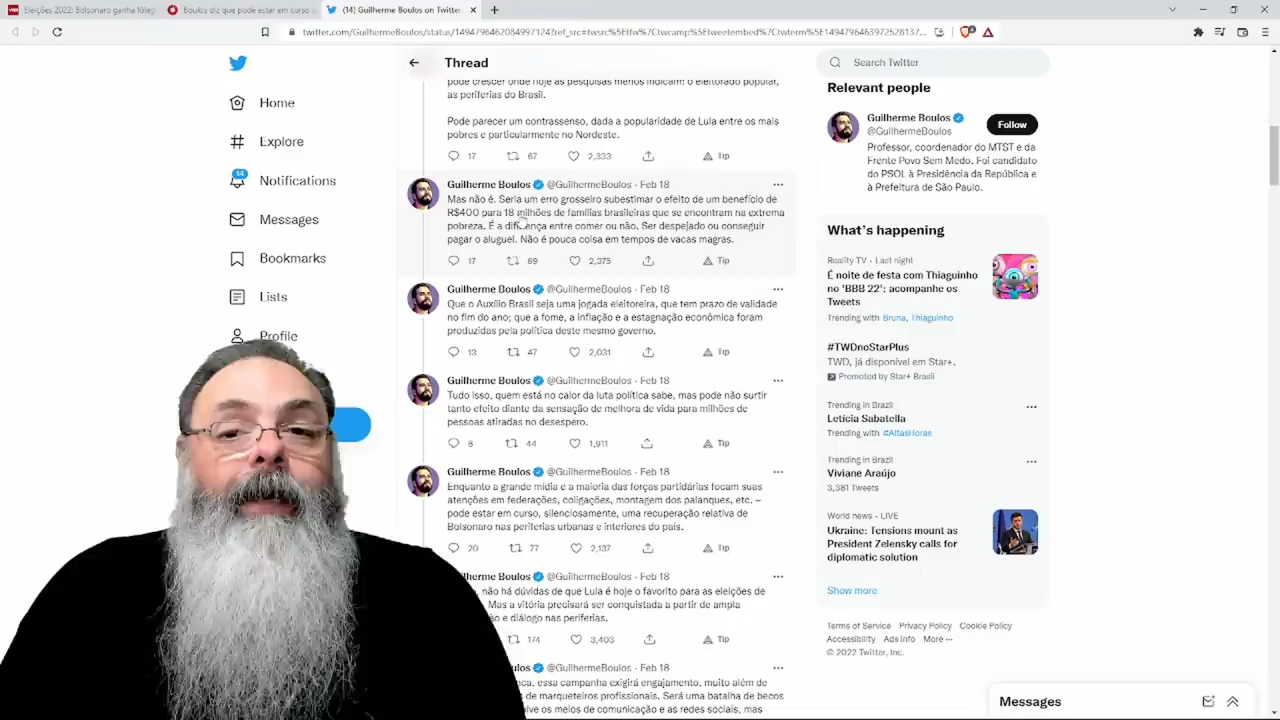 Eleições 2022: Bolsonaro ganha fôleg
Boulos diz que pode estar em curso u
(14) Guilherme Boulos on Twitter
twitter.com/GuilhermeBoulos/status/
Home
Explore
14
Notifications
Messages
Bookmarks
Lists
Profile
Thread
pode crescer onde hoje as pesquisas menos indicam: o eleitorado popular,
as periferias do Brasil.
Pode parecer um contrassenso, dada a popularidade de Lula entre os mais
pobres e particularmente no Nordeste.
17 67 2,333 Tip
Guilherme Boulos @GuilhermeBoulos · Feb 18
Mas não é. Seria um erro grosseiro subestimar o efeito de um benefício de
R$400 para 18 milhões de famílias brasileiras que se encontram na extrema
pobreza. É a diferença entre comer ou não. Ser despejado ou conseguir
pagar o aluguel. Não é pouca coisa em tempos de vacas magras.
17 69 2,375 Tip
Guilherme Boulos @GuilhermeBoulos · Feb 18
Que o Auxílio Brasil seja uma jogada eleitoreira, que tem prazo de validade
no fim do ano; que a fome, a inflação e a estagnação econômica foram
produzidas pela política deste mesmo governo.
13 47 2,031 Tip
Guilherme Boulos @GuilhermeBoulos · Feb 18
Tudo isso, quem está no calor da luta política sabe, mas pode não surtir
tanto efeito diante da sensação de melhora de vida para milhões de
pessoas atiradas no desespero.
8 44 1,911 Tip
Guilherme Boulos @GuilhermeBoulos · Feb 18
Enquanto a grande mídia e a maioria das forças partidárias focam suas
atenções em federações, coligações, montagem dos palanques, etc. –
pode estar em curso, silenciosamente, uma recuperação relativa de
Bolsonaro nas periferias urbanas e interiores do país.
20 77 2,137 Tip
lherme Boulos @GuilhermeBoulos · Feb 18
, não há dúvidas de que Lula é hoje o favorito para as eleições de
Mas a vitória precisará ser conquistada a partir de ampla
o e diálogo nas periferias.
174 3,403 Tip
Boulos @GuilhermeBoulos · Feb 18
ca, essa campanha exigirá engajamento, muito além de
s de marqueteiros profissionais. Será uma batalha de becos
ive os meios de comunicação e as redes sociais, mas
Search Twitter
Relevant people
Guilherme Boulos
@GuilhermeBoulos
Follow
Professor, coordenador do MTST e da
Frente Povo Sem Medo. Foi candidato
do PSOL à Presidência da República e
à Prefeitura de São Paulo.
What's happening
Reality TV · Last night
É noite de festa com Thiaguinho
no 'BBB 22': acompanhe os
Tweets
Trending with Bruna, Thiaguinho
#TWDnoStarPlus
TWD, já disponível em Star+.
Promoted by Star+ Brasil
Trending in Brazil
Letícia Sabatella
Trending with #AltasHoras
Trending in Brazil
Viviane Araújo
3,381 Tweets
World news · LIVE
Ukraine: Tensions mount as
President Zelensky calls for
diplomatic solution
Show more
Terms of Service Privacy Policy Cookie Policy
Accessibility Ads info More ···
© 2022 Twitter, Inc.
Messages